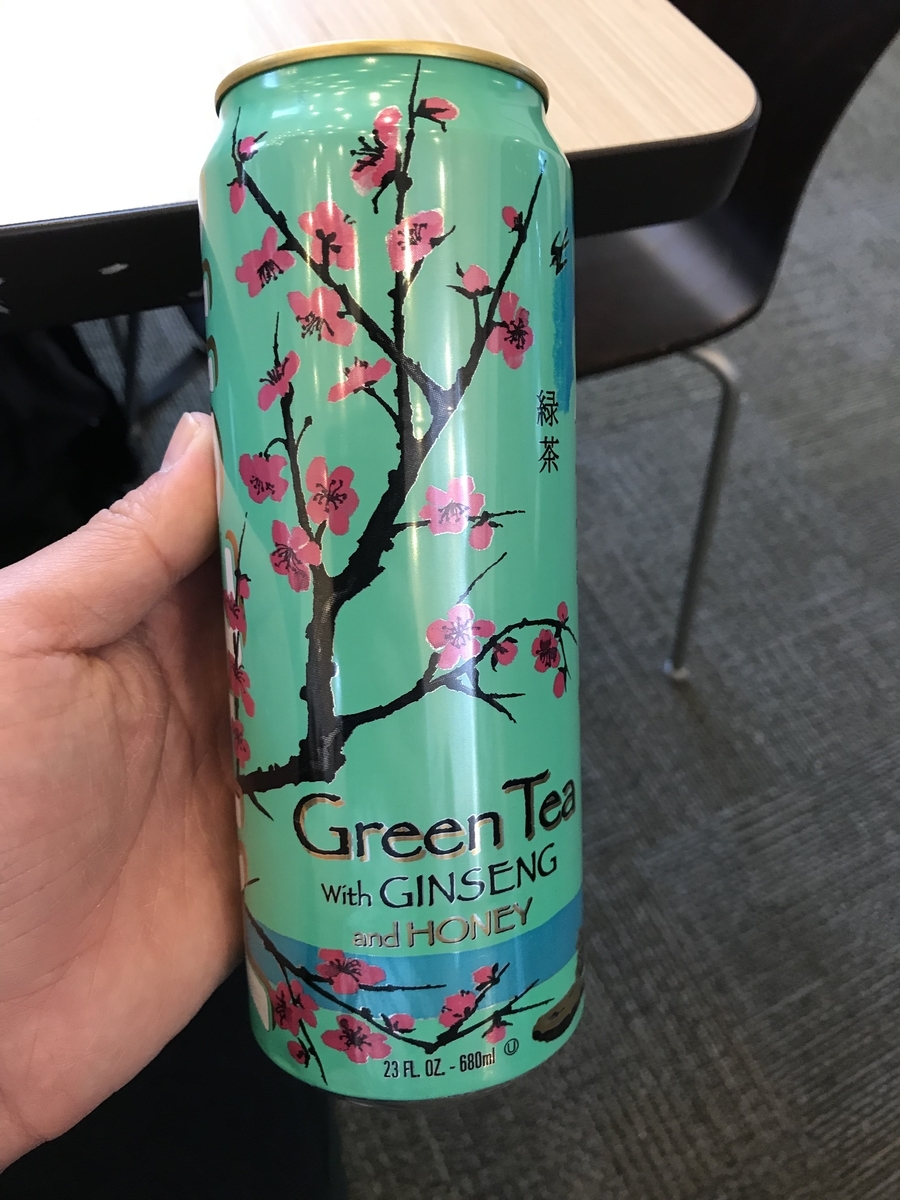 緑
茶
Green Tea
With GINSENG
and HONEY
23 FL. OZ. - 680ml Ⓤ